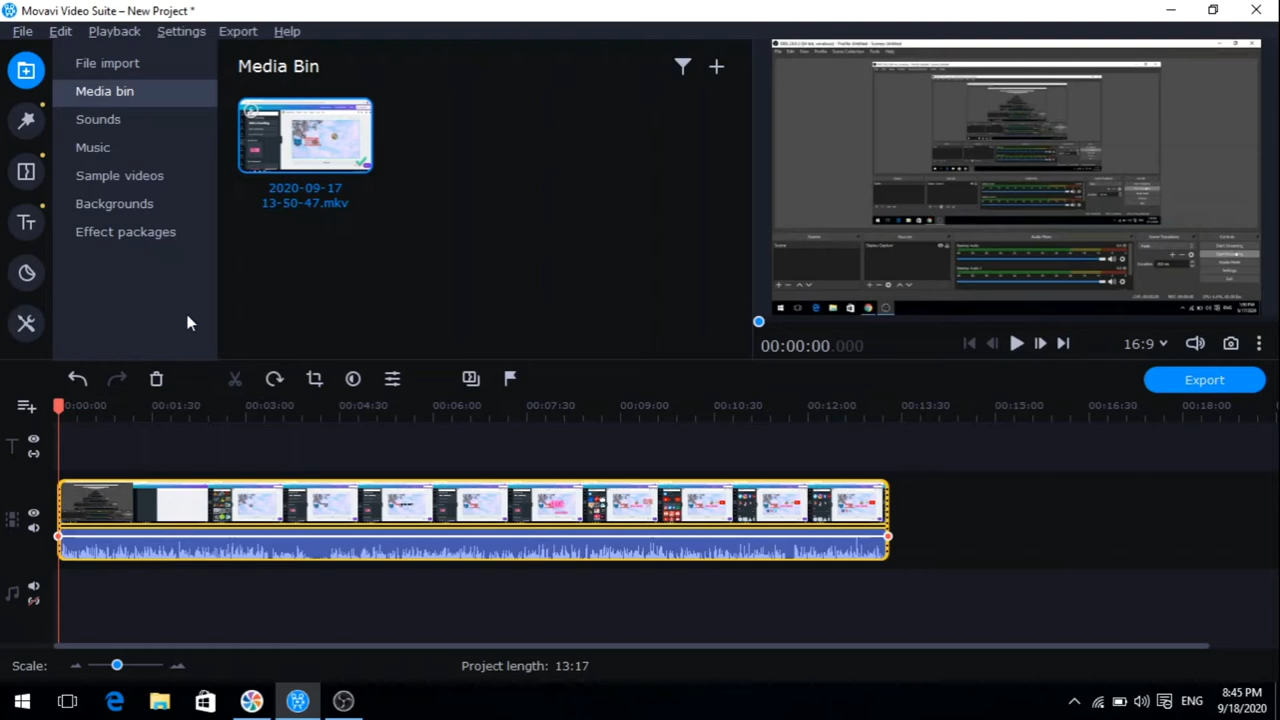 Movavi Video Suite – New Project *
File Edit Playback Settings Export Help
File import
Media bin
Sounds
Music
Sample videos
Backgrounds
Effect packages
Media Bin
2020-09-17
13-50-47.mkv
00:00:00.000
16:9
Export
0:00:00 00:01:30 00:03:00 00:04:30 00:06:00 00:07:30 00:09:00 00:10:30 00:12:00 00:13:30 00:15:00 00:16:30 00:18:00
Scale:
Project length: 13:17
ENG
8:45 PM
9/18/2020